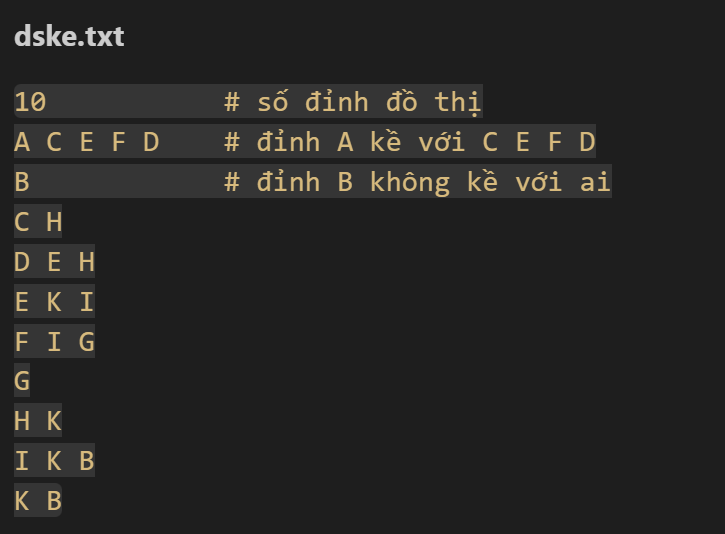 dske.txt
10 # số đỉnh đồ thị
A C E F D # đỉnh A kề với C E F D
B # đỉnh B không kề với ai
C H
D E H
E K I
F I G
G
H K
I K B
K B